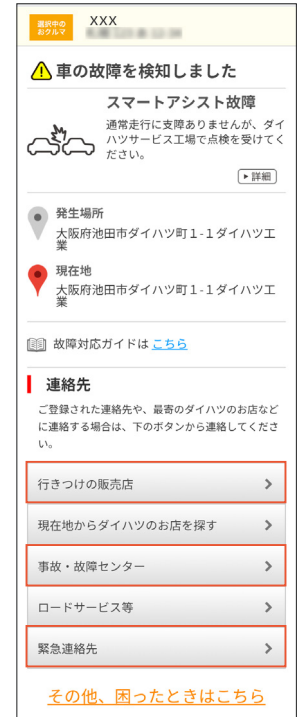 選択中の
おクルマ
XXX
車の故障を検知しました
スマートアシスト故障
通常走行に支障ありませんが、ダイ
ハツサービス工場で点検を受けてく
ださい。
詳細
発生場所
大阪府池田市ダイハツ町１-１ダイハツ工
業
現在地
大阪府池田市ダイハツ町１-１ダイハツ工
業
故障対応ガイドは こちら
連絡先
ご登録された連絡先や、最寄のダイハツのお店など
に連絡する場合は、下のボタンから連絡してくださ
い。
行きつけの販売店
現在地からダイハツのお店を探す
事故・故障センター
ロードサービス等
緊急連絡先
その他、困ったときはこちら